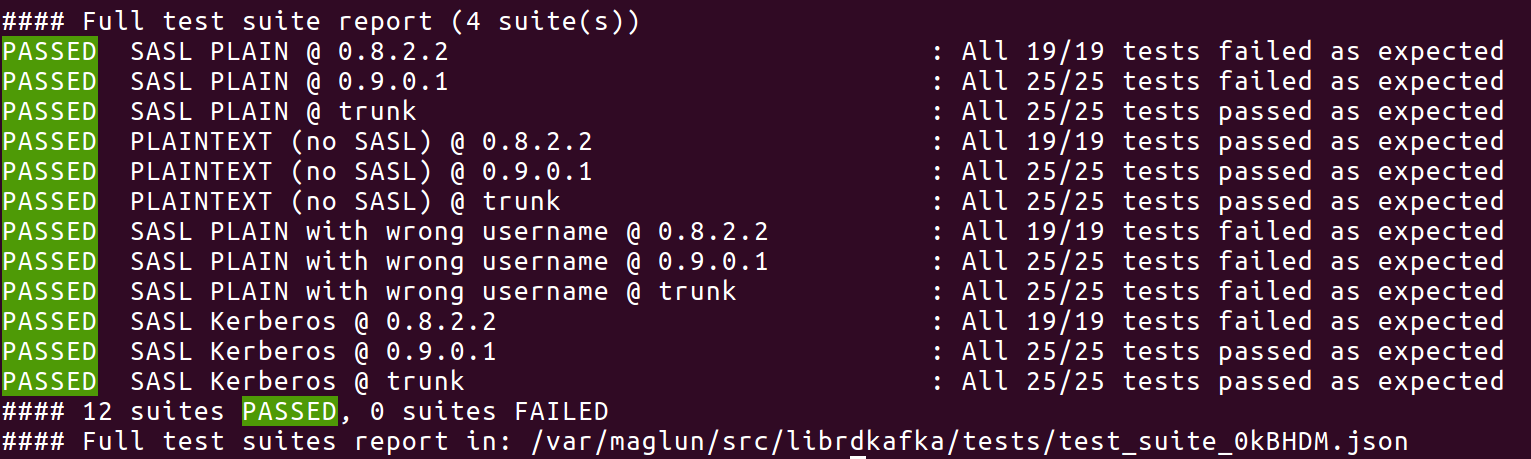 #### Full test suite report (4 suite(s))
PASSED SASL PLAIN @ 0.8.2.2 : All 19/19 tests failed as expected
PASSED SASL PLAIN @ 0.9.0.1 : All 25/25 tests failed as expected
PASSED SASL PLAIN @ trunk : All 25/25 tests passed as expected
PASSED PLAINTEXT (no SASL) @ 0.8.2.2 : All 19/19 tests passed as expected
PASSED PLAINTEXT (no SASL) @ 0.9.0.1 : All 25/25 tests passed as expected
PASSED PLAINTEXT (no SASL) @ trunk : All 25/25 tests passed as expected
PASSED SASL PLAIN with wrong username @ 0.8.2.2 : All 19/19 tests failed as expected
PASSED SASL PLAIN with wrong username @ 0.9.0.1 : All 25/25 tests failed as expected
PASSED SASL PLAIN with wrong username @ trunk : All 25/25 tests failed as expected
PASSED SASL Kerberos @ 0.8.2.2 : All 19/19 tests failed as expected
PASSED SASL Kerberos @ 0.9.0.1 : All 25/25 tests passed as expected
PASSED SASL Kerberos @ trunk : All 25/25 tests passed as expected
#### 12 suites PASSED, 0 suites FAILED
#### Full test suites report in: /var/maglun/src/librdkafka/tests/test_suite_0kBHDM.json